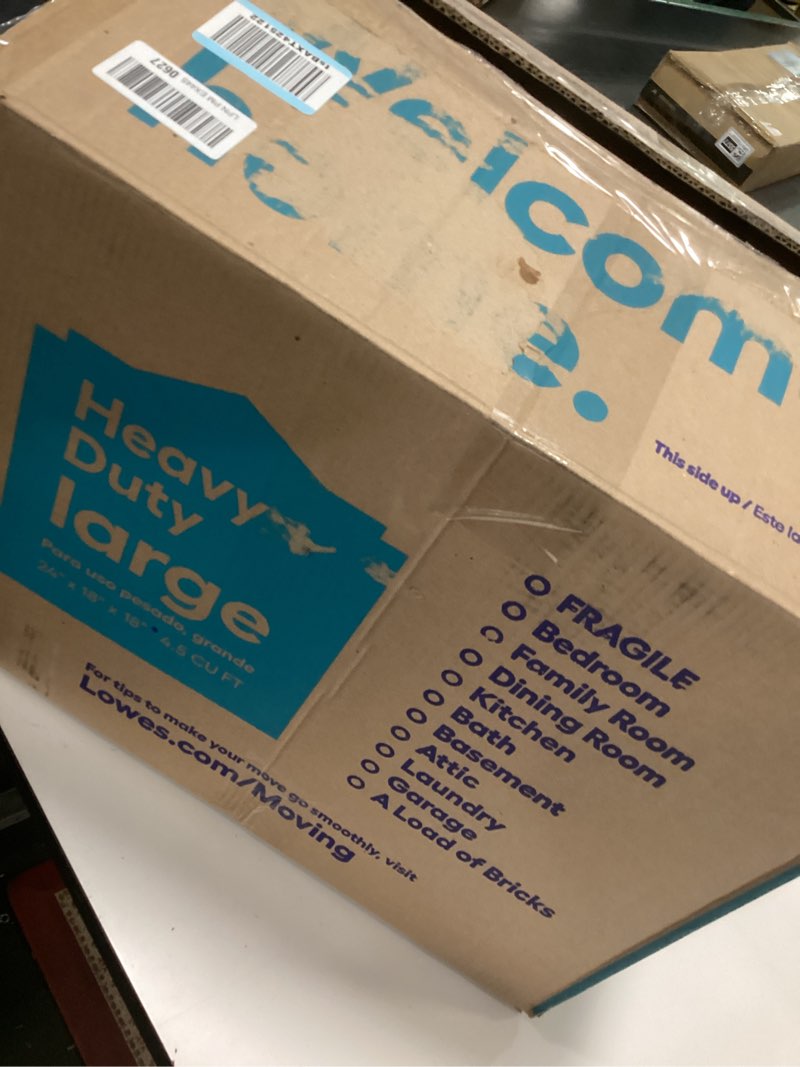 Welcom
h e.
This side up / Este la
Heavy
Duty
large
Para uso pesado, grande
24" x 18" x 18" • 4.5 CU FT
For tips to make your move go smoothly, visit
Lowes.com/Moving
FRAGILE
Bedroom
Family Room
Dining Room
Kitchen
Bath
Basement
Attic
Laundry
Garage
A Load of Bricks